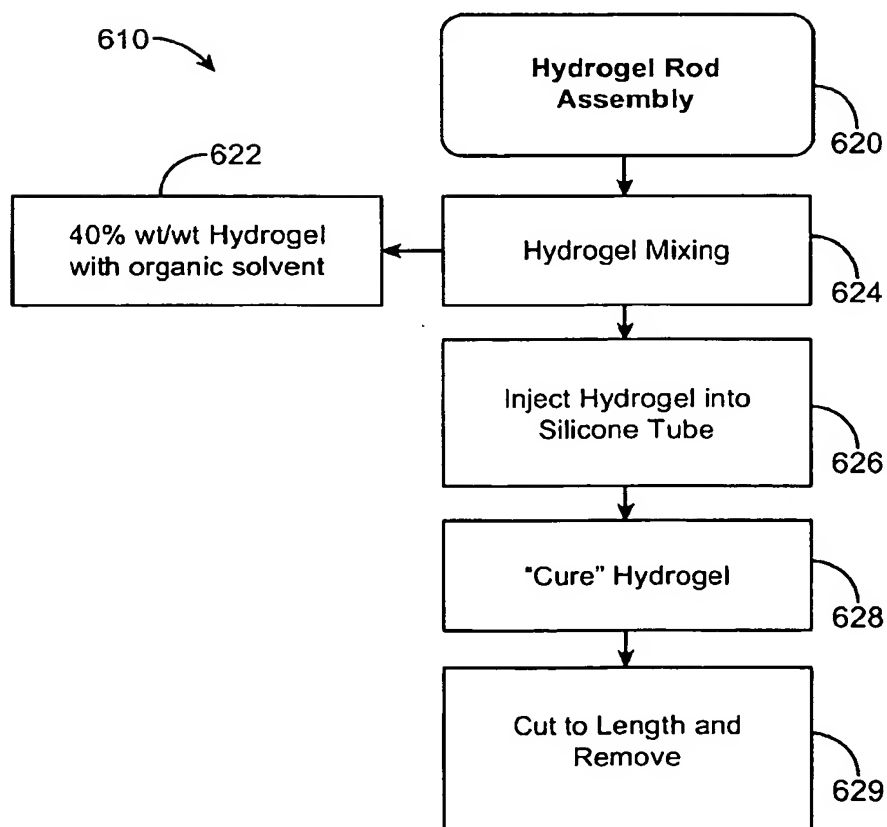 610
Hydrogel Rod
Assembly
620
622
40% wt/wt Hydrogel
with organic solvent
Hydrogel Mixing
624
Inject Hydrogel into
Silicone Tube
626
"Cure" Hydrogel
628
Cut to Length and
Remove
629